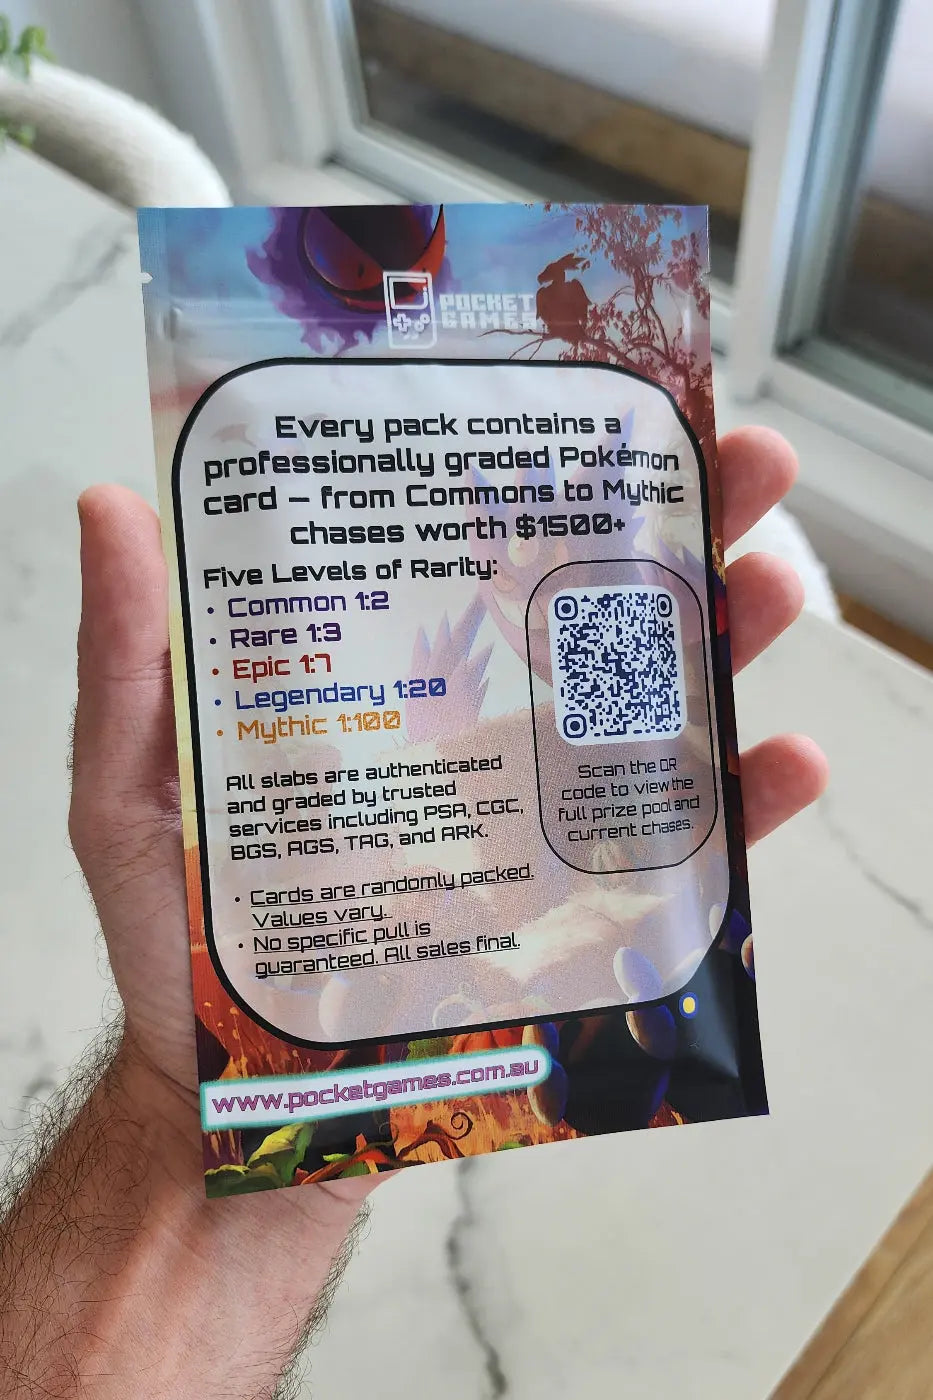 POCKET
GAMES
Every pack contains a
professionally graded Pokémon
card – from Commons to Mythic
chases worth $1500+
Five Levels of Rarity:
• Common 1:2
• Rare 1:3
• Epic 1:7
• Legendary 1:20
• Mythic 1:100
All slabs are authenticated
and graded by trusted
services including PSA, CGC,
BGS, AGS, TAG, and ARK.
• Cards are randomly packed.
Values vary.
• No specific pull is
guaranteed. All sales final.
Scan the QR
code to view the
full prize pool and
current chases.
www.pocketgames.com.au